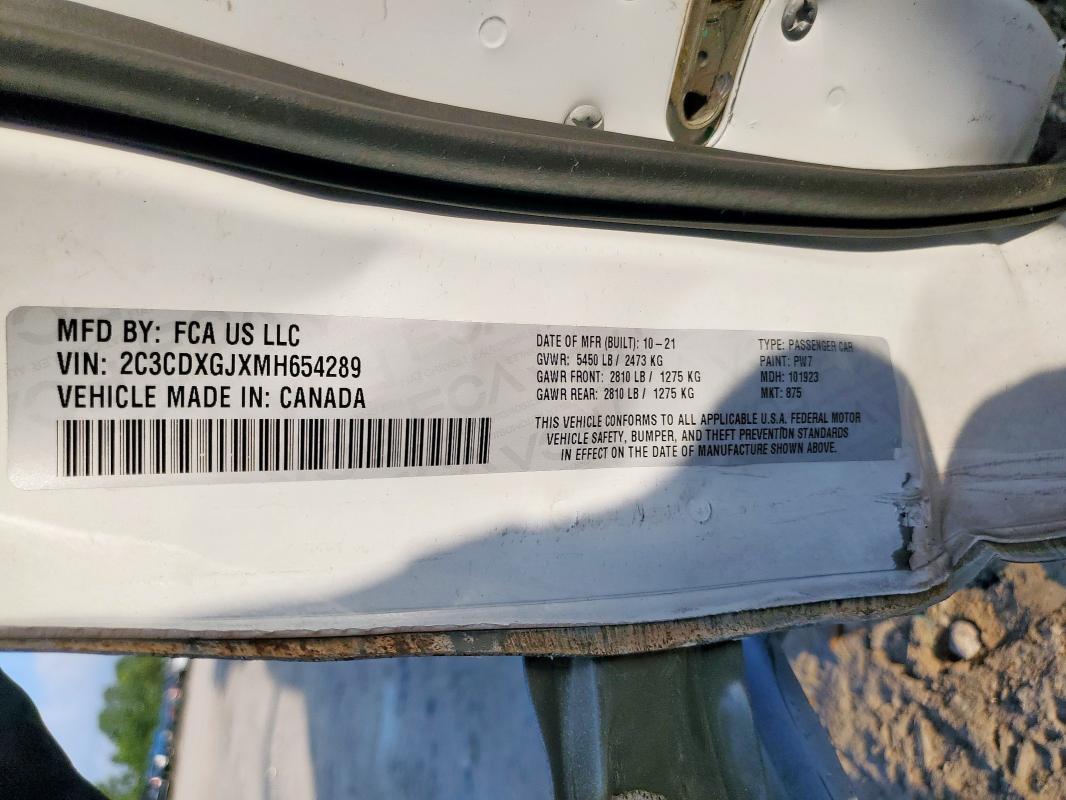 MFD BY: FCA US LLC
VIN: 2C3CDXGJXMH654289
VEHICLE MADE IN: CANADA
DATE OF MFR (BUILT): 10-21
GVWR: 5450 LB / 2473 KG
GAWR FRONT: 2810 LB / 1275 KG
GAWR REAR: 2810 LB / 1275 KG
TYPE: PASSENGER CAR
PAINT: PW7
MDH: 101923
MKT: 875
THIS VEHICLE CONFORMS TO ALL APPLICABLE U.S.A. FEDERAL MOTOR
VEHICLE SAFETY, BUMPER, AND THEFT PREVENTION STANDARDS
IN EFFECT ON THE DATE OF MANUFACTURE SHOWN ABOVE.